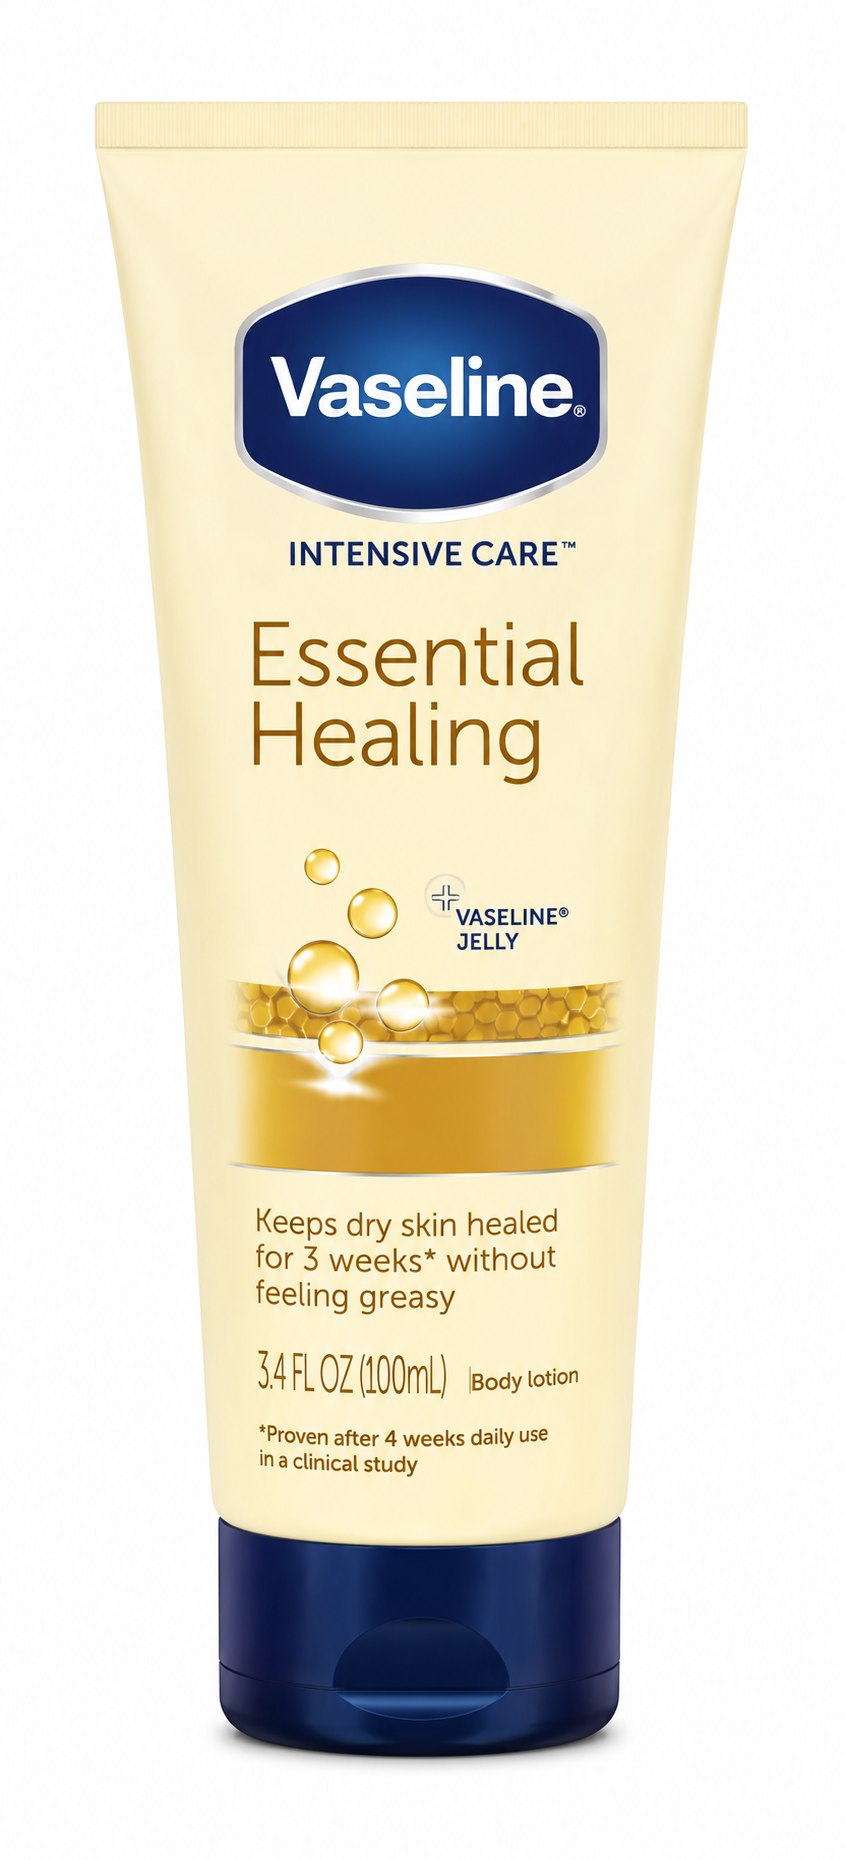 Vaseline®
INTENSIVE CARE™
Essential
Healing
VASELINE®
JELLY
Keeps dry skin healed
for 3 weeks* without
feeling greasy
3.4 FL OZ (100mL) Body lotion
*Proven after 4 weeks daily use
in a clinical study